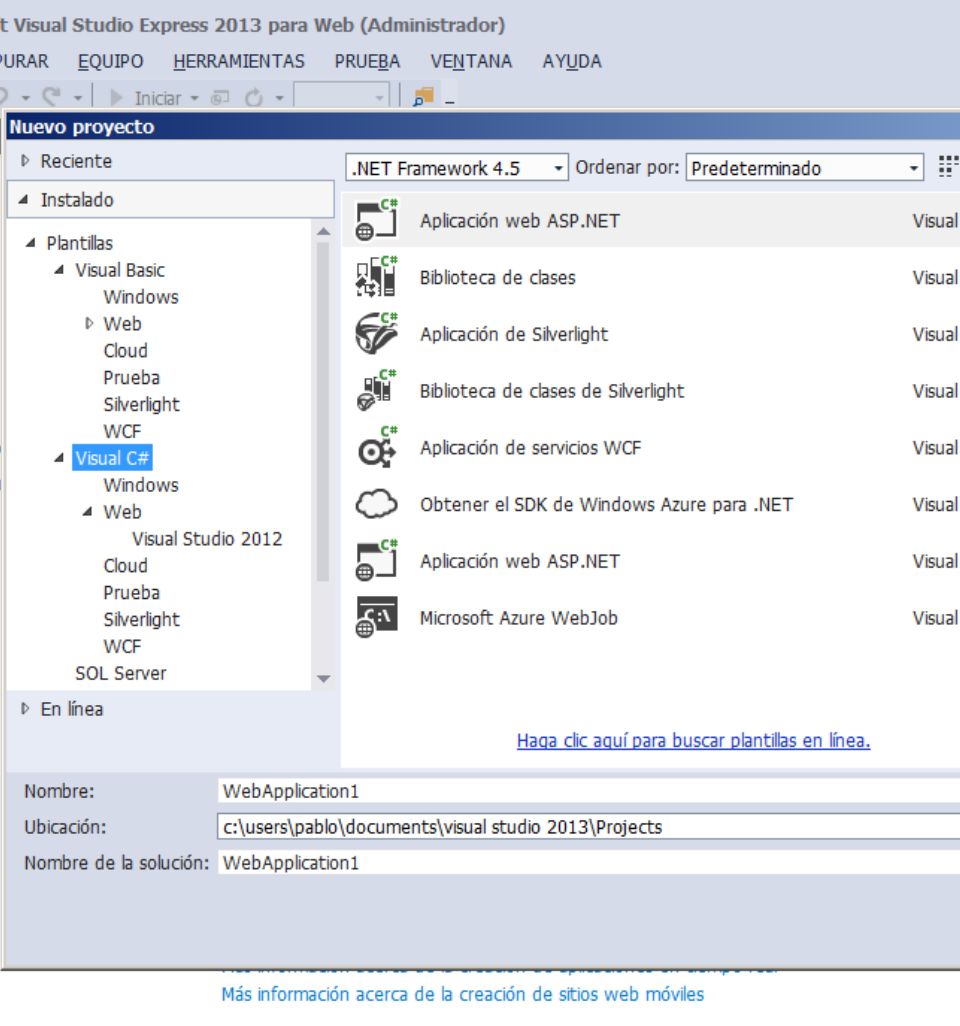 t Visual Studio Express 2013 para Web (Administrador)
PURAR EQUIPO HERRAMIENTAS PRUEBA VENTANA AYUDA
Iniciar
Nuevo proyecto
Reciente
.NET Framework 4.5 Ordenar por: Predeterminado
Instalado
Plantillas
Visual Basic
Windows
Web
Cloud
Prueba
Silverlight
WCF
Visual C#
Windows
Web
Visual Studio 2012
Cloud
Prueba
Silverlight
WCF
SQL Server
En línea
C# Aplicación web ASP.NET Visual
C# Biblioteca de clases Visual
C# Aplicación de Silverlight Visual
C# Biblioteca de clases de Silverlight Visual
C# Aplicación de servicios WCF Visual
Obtener el SDK de Windows Azure para .NET Visual
C# Aplicación web ASP.NET Visual
C:\ Microsoft Azure WebJob Visual
Haga clic aquí para buscar plantillas en línea.
Nombre: WebApplication1
Ubicación: c:\users\pablo\documents\visual studio 2013\Projects
Nombre de la solución: WebApplication1
Más información acerca de la creación de sitios web móviles